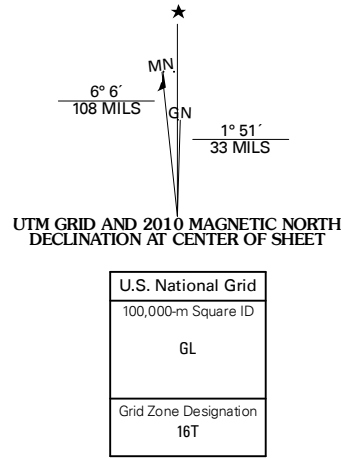 ★
MN
GN
6° 6´
108 MILS
1° 51´
33 MILS
UTM GRID AND 2010 MAGNETIC NORTH
DECLINATION AT CENTER OF SHEET
U.S. National Grid
100,000-m Square ID
GL
Grid Zone Designation
16T